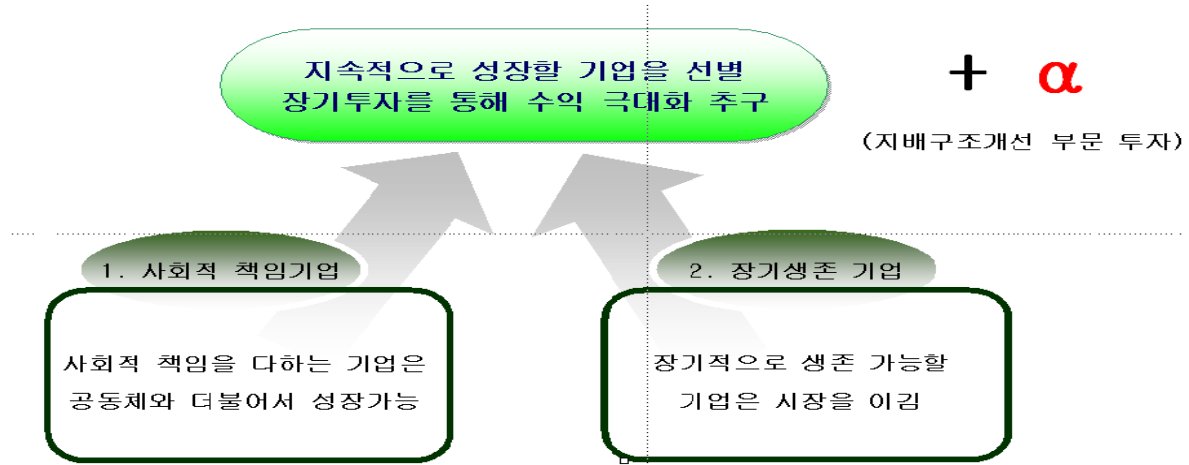 지속적으로 성장할 기업을 선별
장기투자를 통해 수익 극대화 추구
+ α
(지배구조개선 부문 투자)
1. 사회적 책임기업
사회적 책임을 다하는 기업은
공동체와 더불어서 성장가능
2. 장기생존 기업
장기적으로 생존 가능할
기업은 시장을 이김